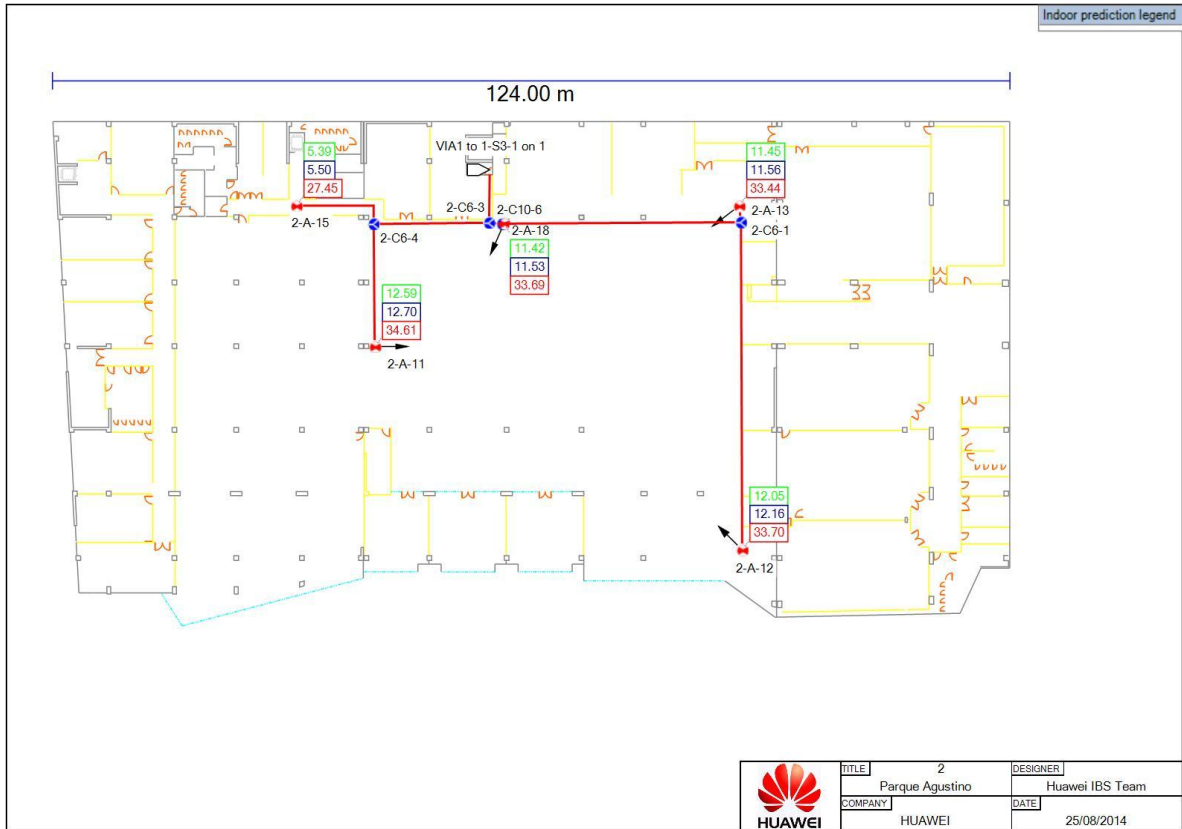 Indoor prediction legend
124.00 m
VIA1 to 1-S3-1 on 1
5.39
5.50
27.45
2-A-15
11.45
11.56
33.44
2-A-13
2-C6-1
2-C6-3
2-C10-6
2-C6-4
2-A-18
11.42
11.53
33.69
12.59
12.70
34.61
2-A-11
12.05
12.16
33.70
2-A-12
HUAWEI
TITLE
2
Parque Agustino
DESIGNER
Huawei IBS Team
COMPANY
HUAWEI
DATE
25/08/2014